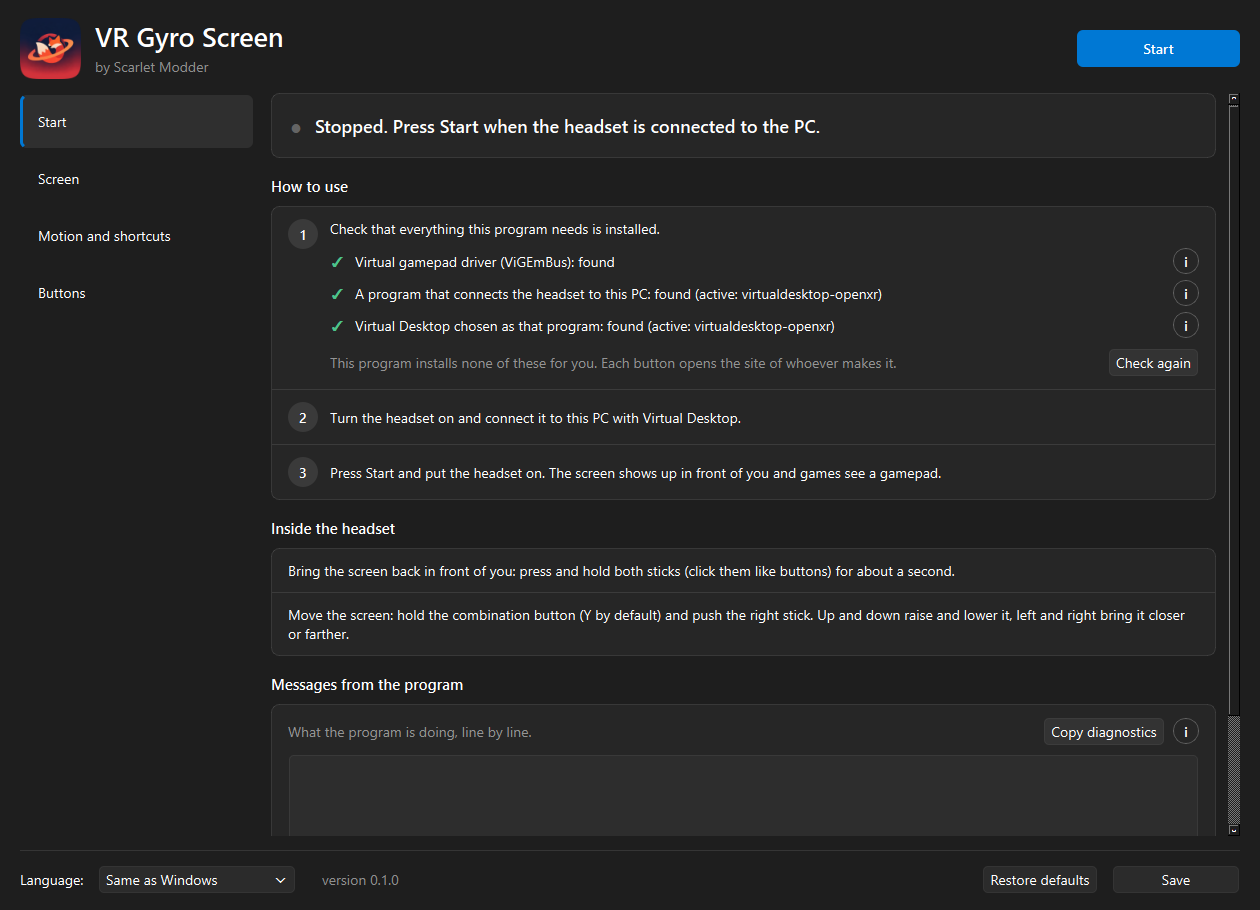 VR Gyro Screen
by Scarlet Modder
Start
Start
Screen
Motion and shortcuts
Buttons
Stopped. Press Start when the headset is connected to the PC.
How to use
1
Check that everything this program needs is installed.
✓ Virtual gamepad driver (ViGEmBus): found
i
✓ A program that connects the headset to this PC: found (active: virtualdesktop-openxr)
i
✓ Virtual Desktop chosen as that program: found (active: virtualdesktop-openxr)
i
This program installs none of these for you. Each button opens the site of whoever makes it.
Check again
2
Turn the headset on and connect it to this PC with Virtual Desktop.
3
Press Start and put the headset on. The screen shows up in front of you and games see a gamepad.
Inside the headset
Bring the screen back in front of you: press and hold both sticks (click them like buttons) for about a second.
Move the screen: hold the combination button (Y by default) and push the right stick. Up and down raise and lower it, left and right bring it closer
or farther.
Messages from the program
What the program is doing, line by line.
Copy diagnostics
i
Language:
Same as Windows
version 0.1.0
Restore defaults
Save